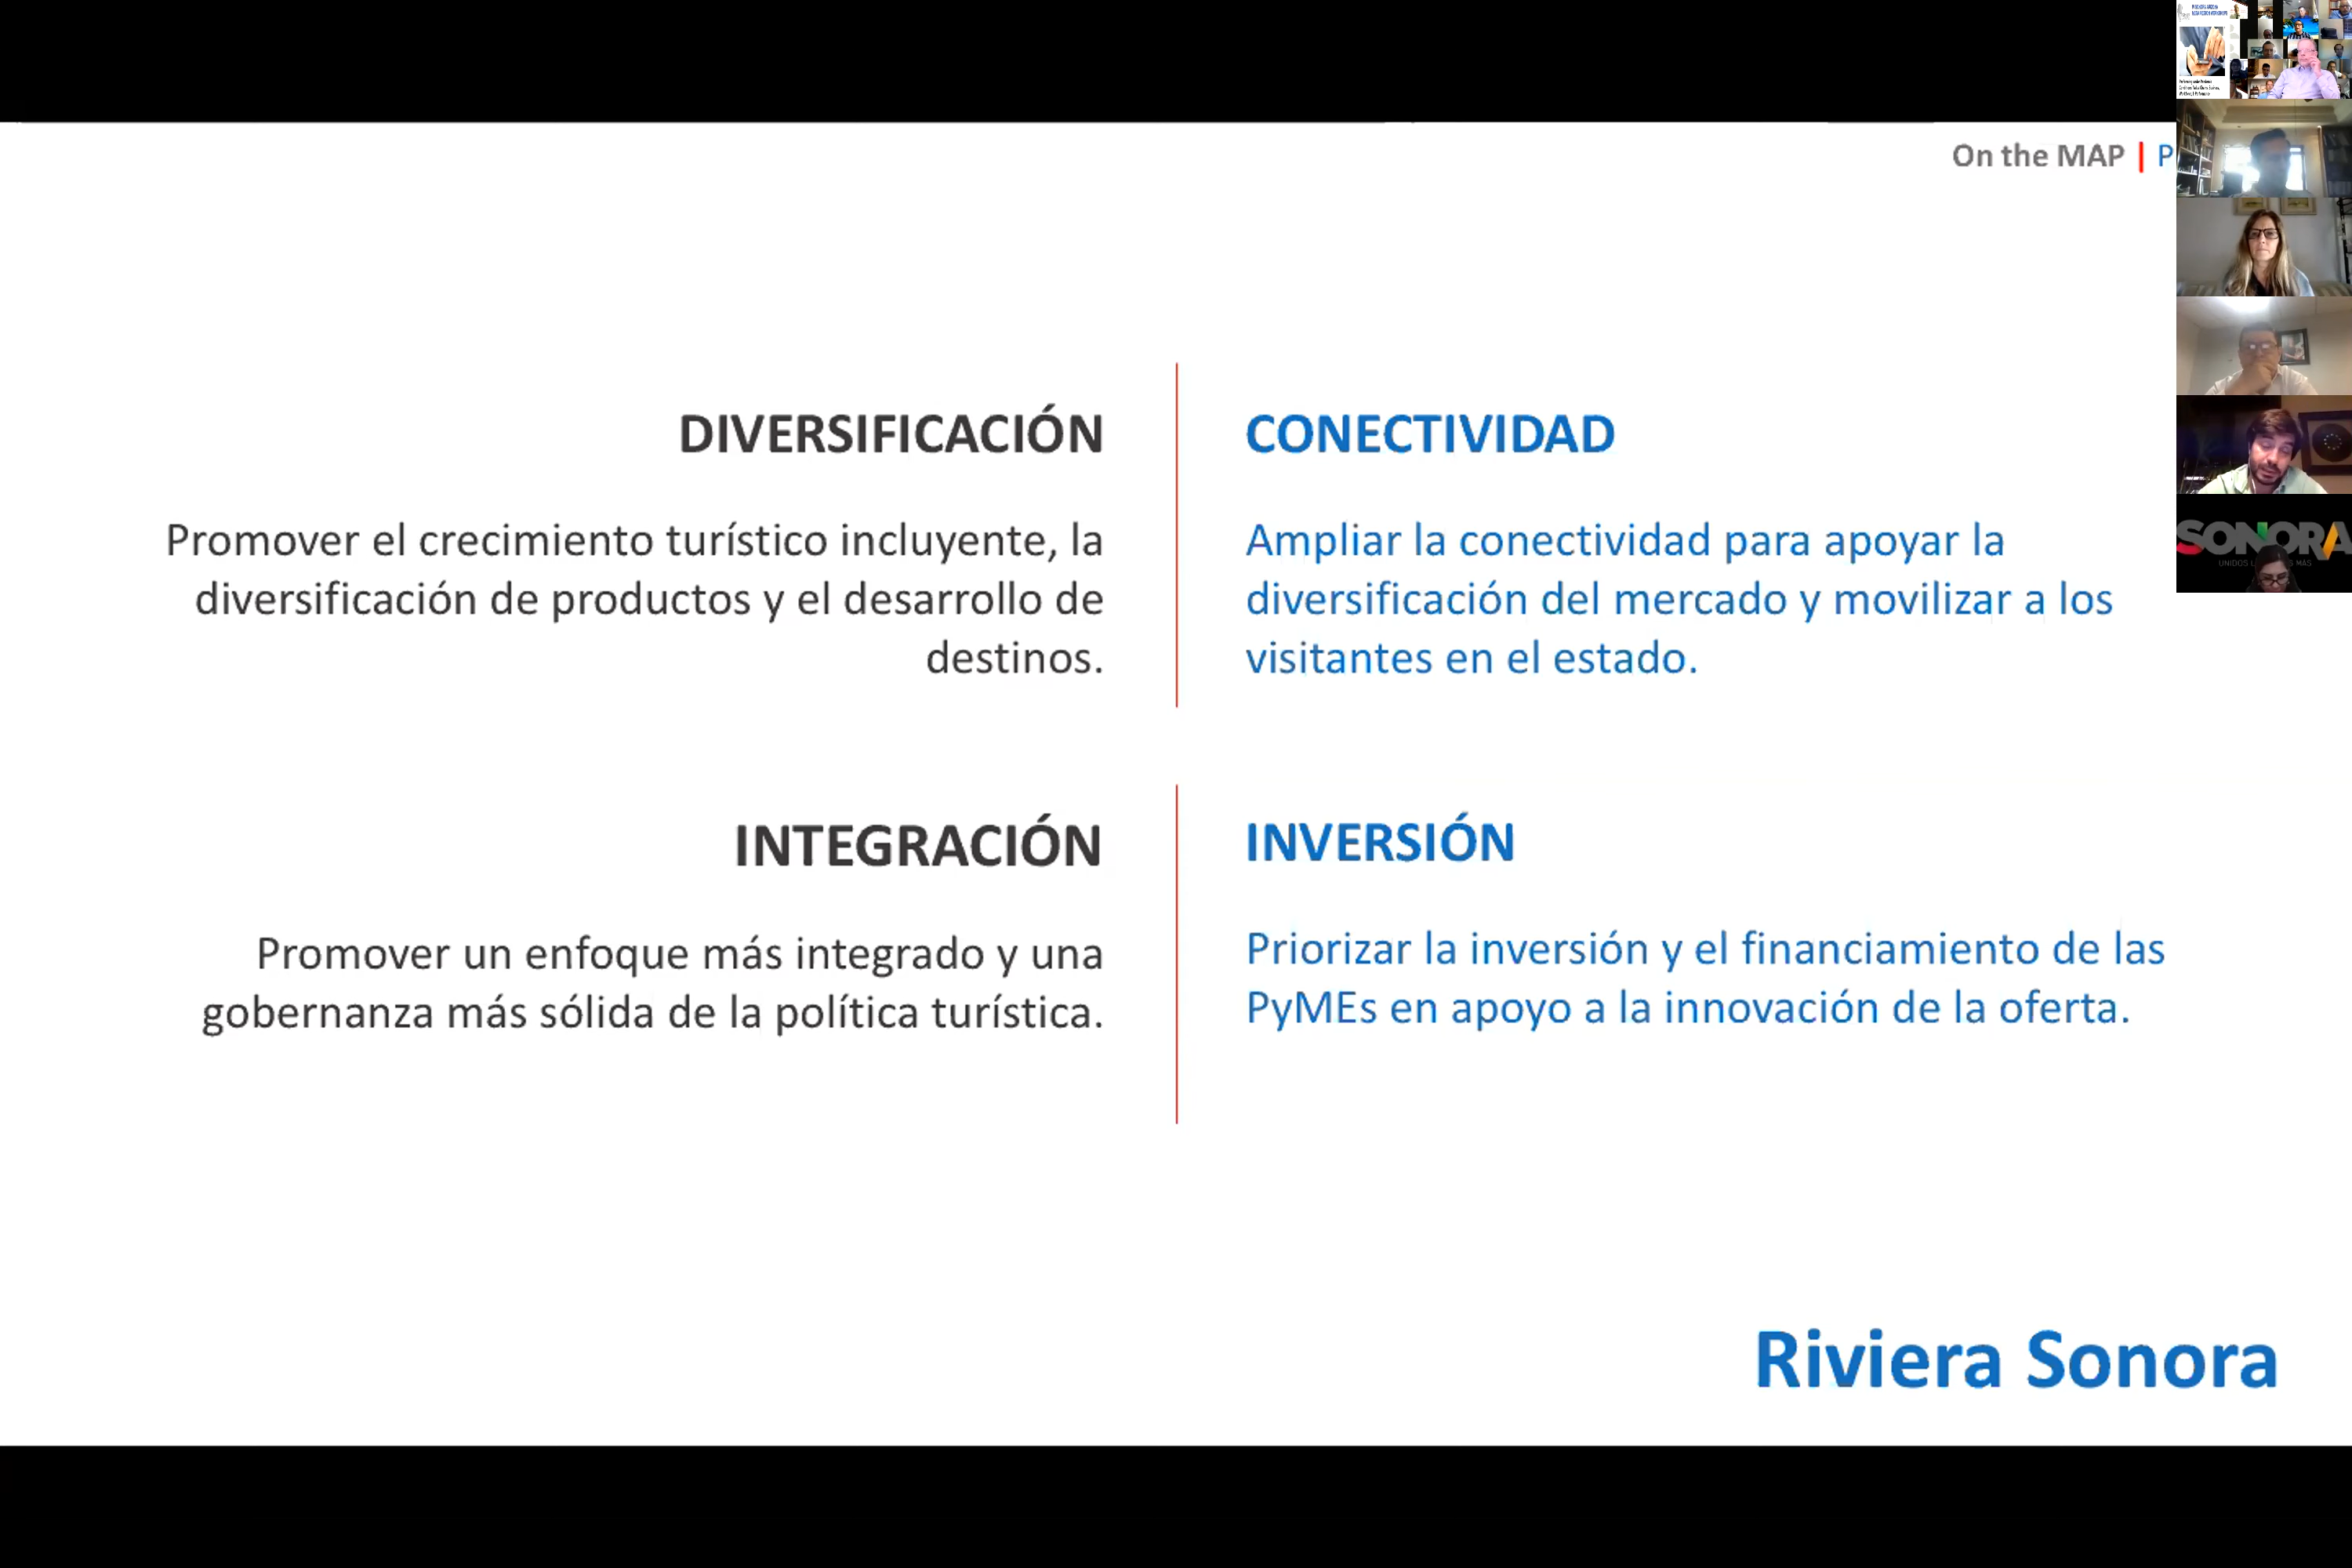 On the MAP | P
DIVERSIFICACIÓN
Promover el crecimiento turístico incluyente, la
diversificación de productos y el desarrollo de
destinos.
CONECTIVIDAD
Ampliar la conectividad para apoyar la
diversificación del mercado y movilizar a los
visitantes en el estado.
INTEGRACIÓN
Promover un enfoque más integrado y una
gobernanza más sólida de la política turística.
INVERSIÓN
Priorizar la inversión y el financiamiento de las
PyMEs en apoyo a la innovación de la oferta.
Riviera Sonora
SONORA
UNIDOS
MÁS